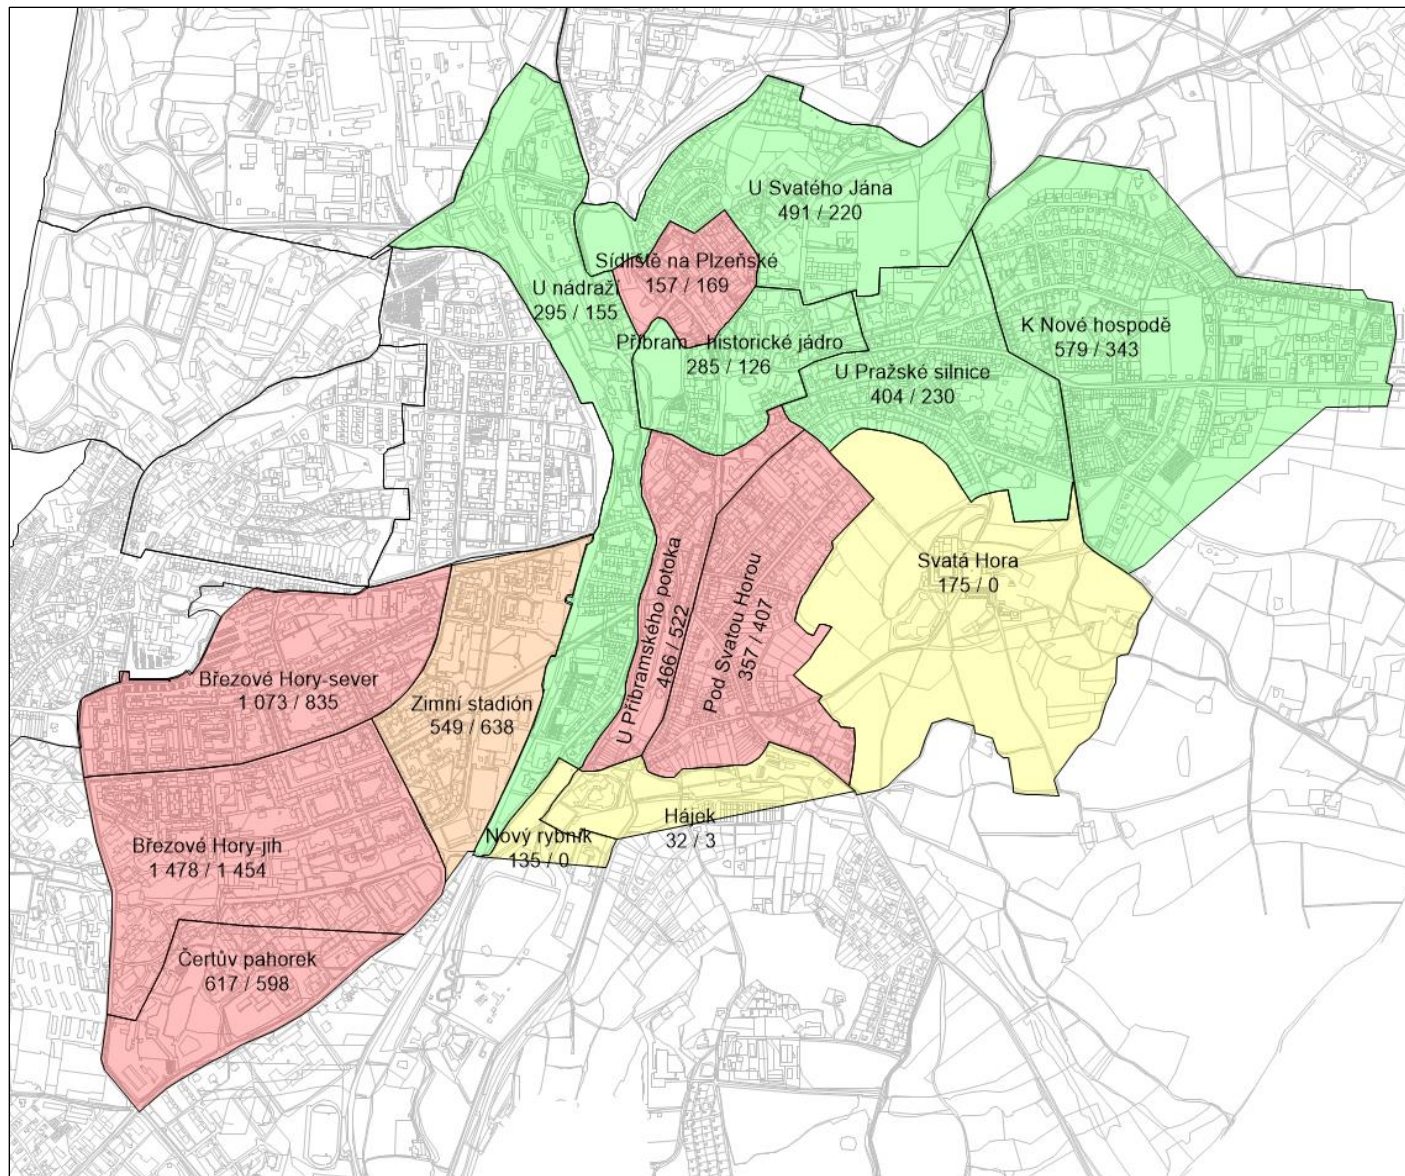 U Svatého Jána
491 / 220
Sídliště na Plzeňské
157 / 169
U nádraží
295 / 155
K Nové hospodě
579 / 343
Příbram - historické jádro
285 / 126
U Pražské silnice
404 / 230
Svatá Hora
175 / 0
U Příbramského potoka
466 / 522
Pod Svatou Horou
357 / 407
Březové Hory-sever
1 073 / 835
Zimní stadión
549 / 638
Hájek
32 / 3
Nový rybník
135 / 0
Březové Hory-jih
1 478 / 1 454
Čertův pahorek
617 / 598